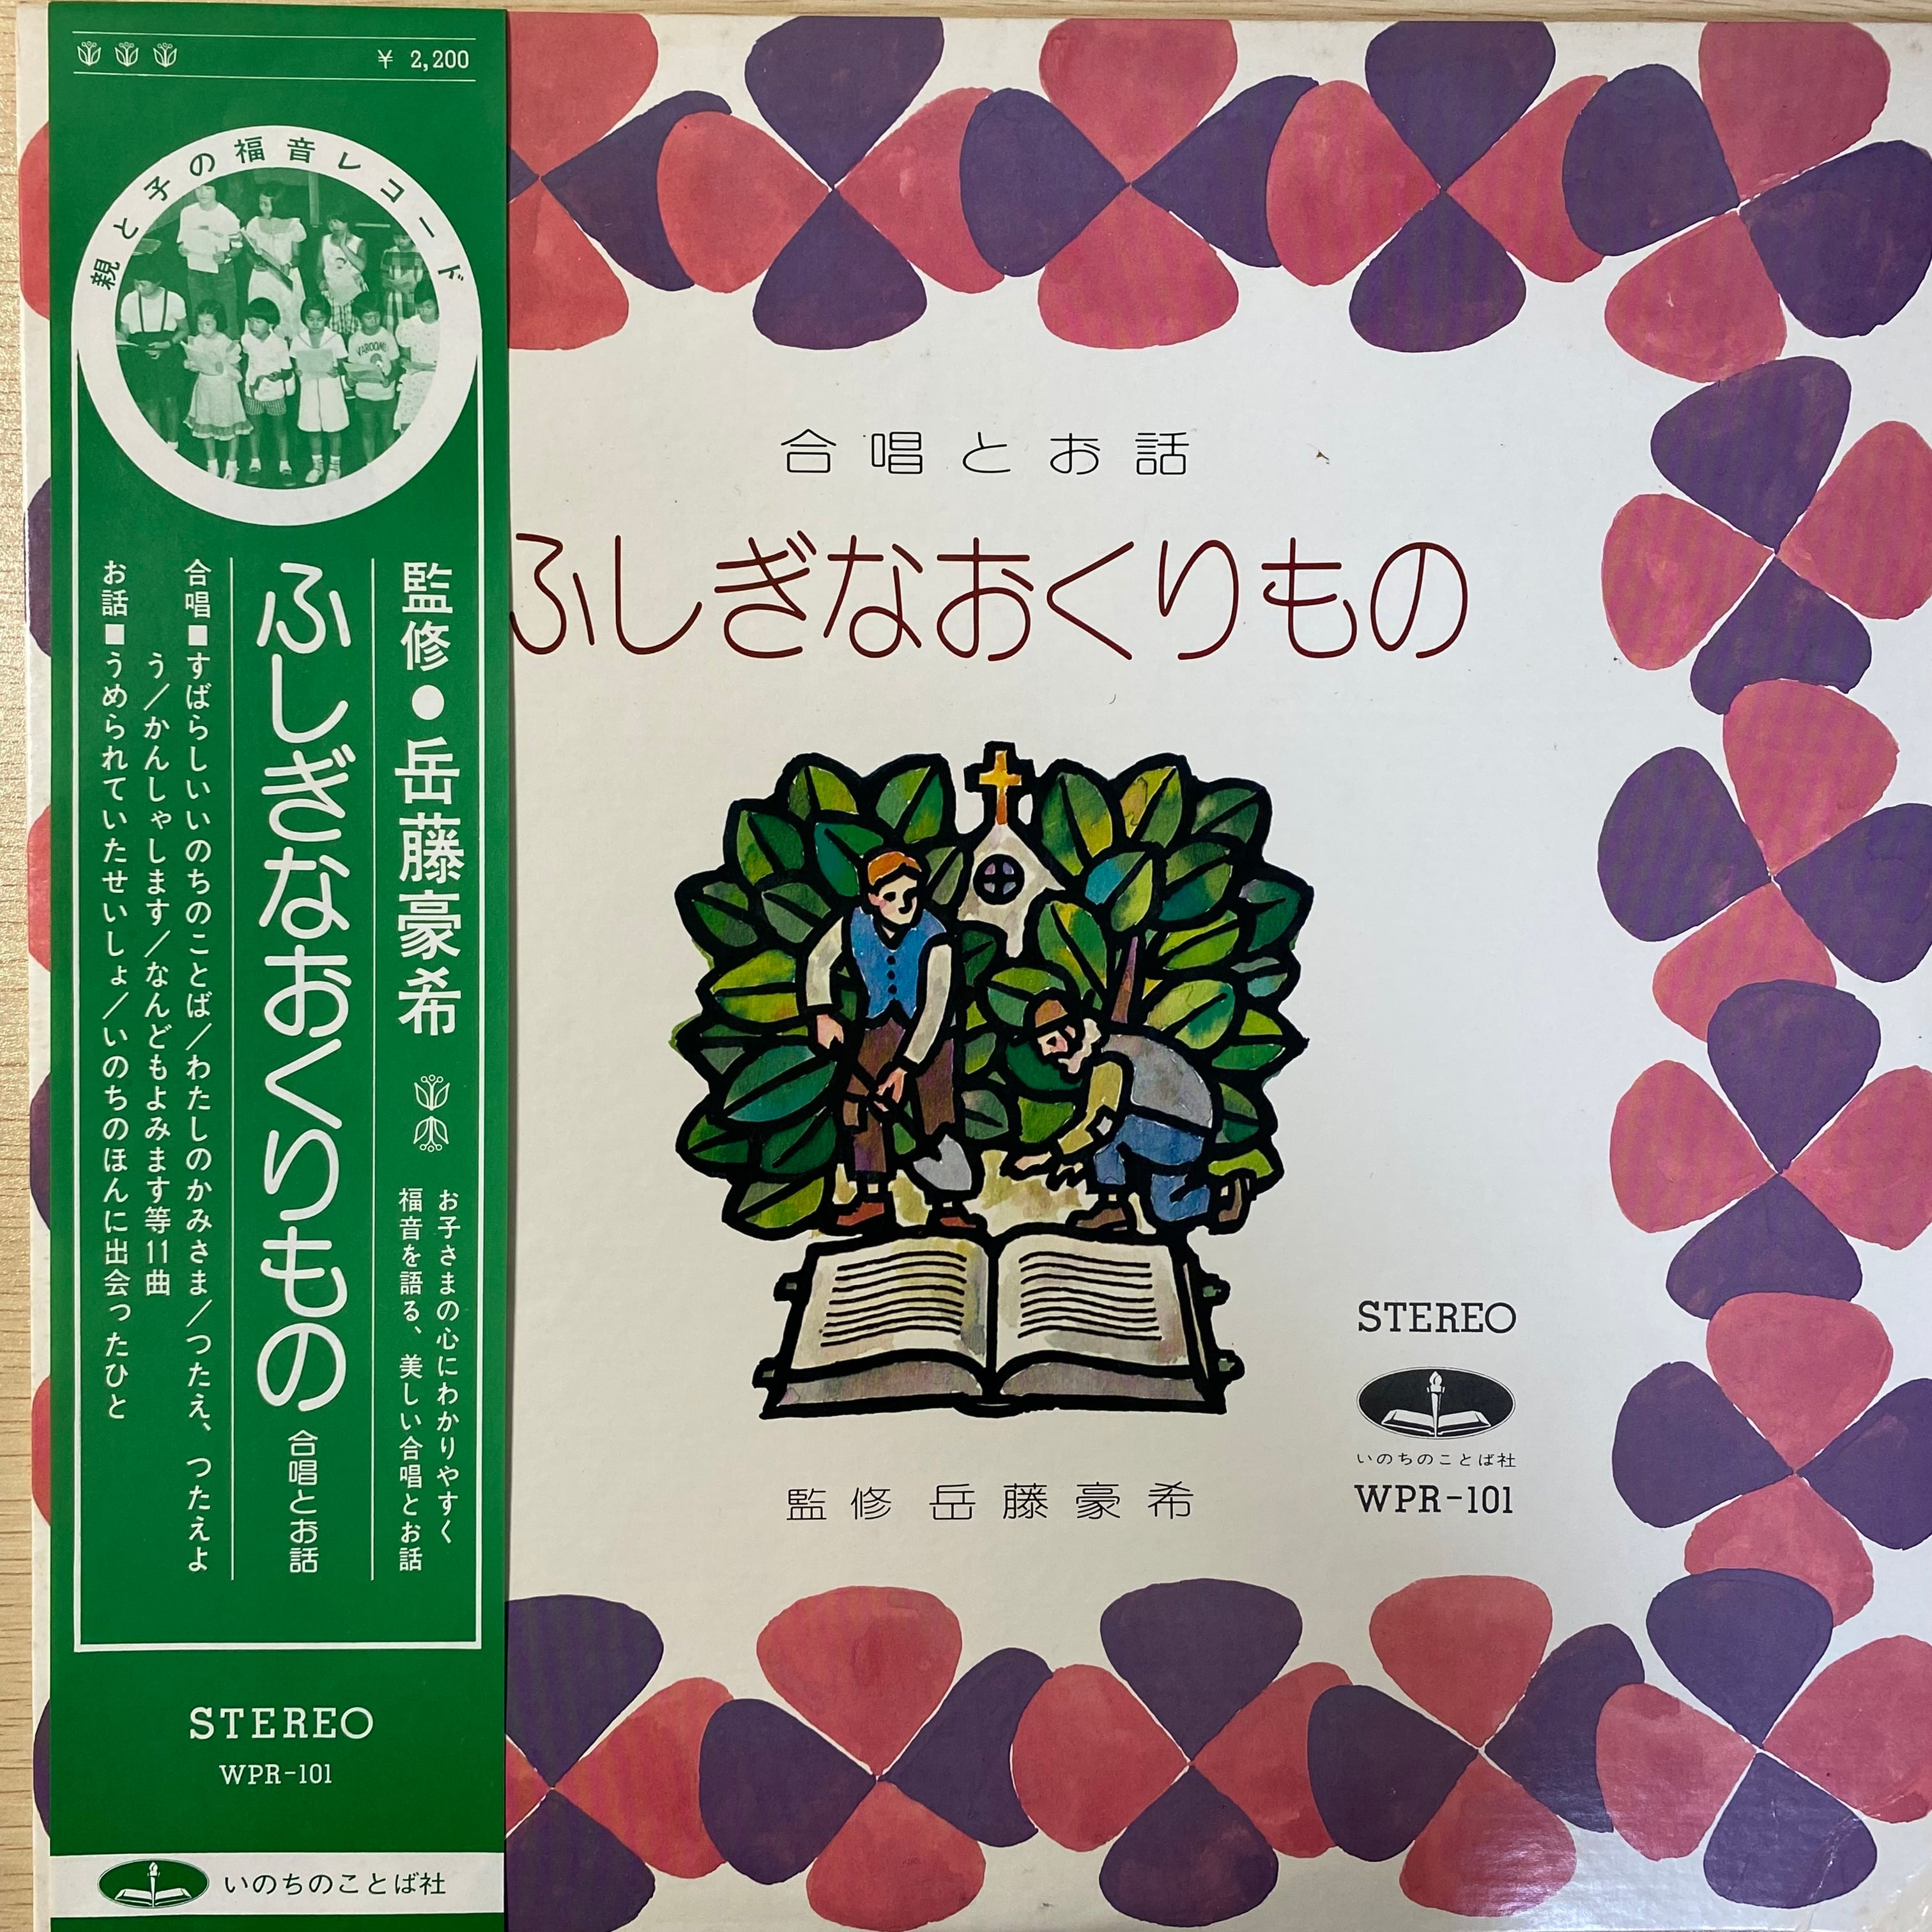 ¥ 2,200
親と子の福音レコード
VAROOM!
監修●岳藤豪希
お子さまの心にわかりやすく
福音を語る、美しい合唱とお話
ふしぎなおくりもの 合唱とお話
合唱■すばらしいいのちのことば／わたしのかみさま／つたえ、つたえよ
う／かんしゃします／なんどもよみます等11曲
お話■うめられていたせいしょ／いのちのほんに出会ったひと
STEREO
WPR-101
いのちのことば社
合唱とお話
ふしぎなおくりもの
監修 岳藤豪希
STEREO
いのちのことば社
WPR-101